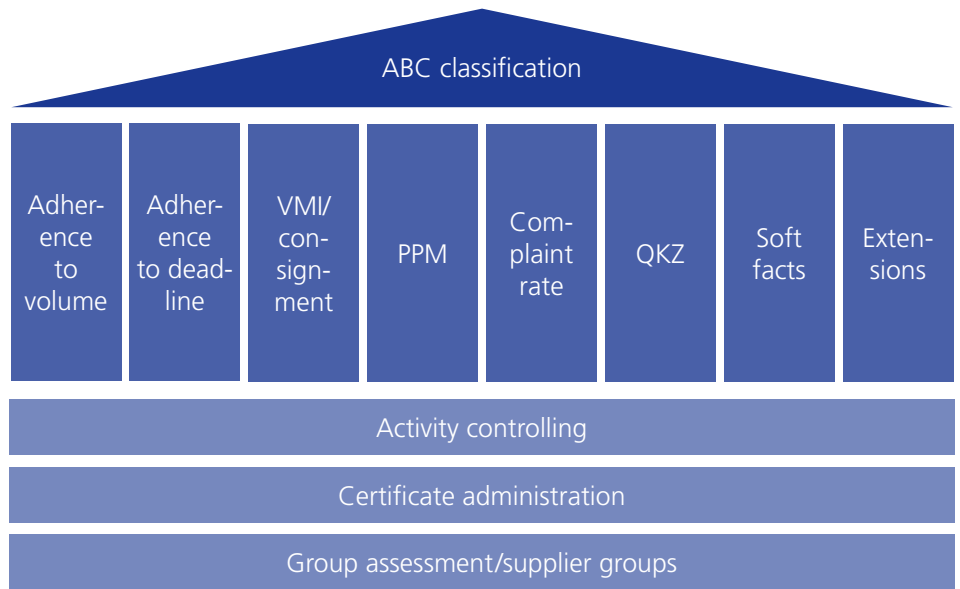 ABC classification
Adher-
ence
to
volume
Adher-
ence
to dead-
line
VMI/
con-
sign-
ment
PPM
Com-
plaint
rate
QKZ
Soft
facts
Exten-
sions
Activity controlling
Certificate administration
Group assessment/supplier groups